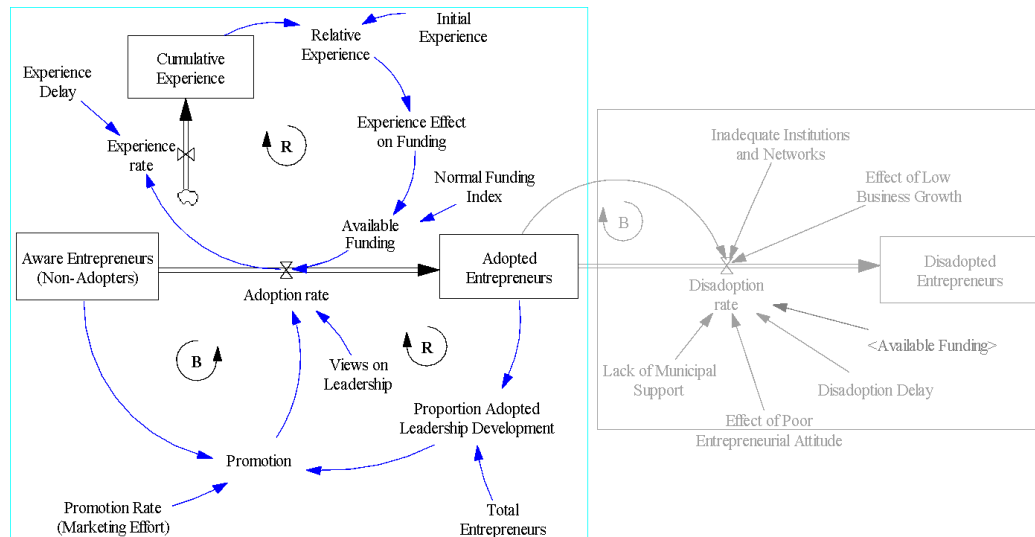 Initial
Experience
Relative
Experience
Cumulative
Experience
Experience
Delay
Experience
rate
R
Experience Effect
on Funding
Normal Funding
Index
Available
Funding
Aware Entrepreneurs
(Non-Adopters)
Adoption rate
Adopted
Entrepreneurs
B
R
Views on
Leadership
Proportion Adopted
Leadership Development
Promotion
Promotion Rate
(Marketing Effort)
Total
Entrepreneurs
Inadequate Institutions
and Networks
Effect of Low
Business Growth
B
Disadoption
rate
Disadopted
Entrepreneurs
<Available Funding>
Lack of Municipal
Support
Disadoption Delay
Effect of Poor
Entrepreneurial Attitude